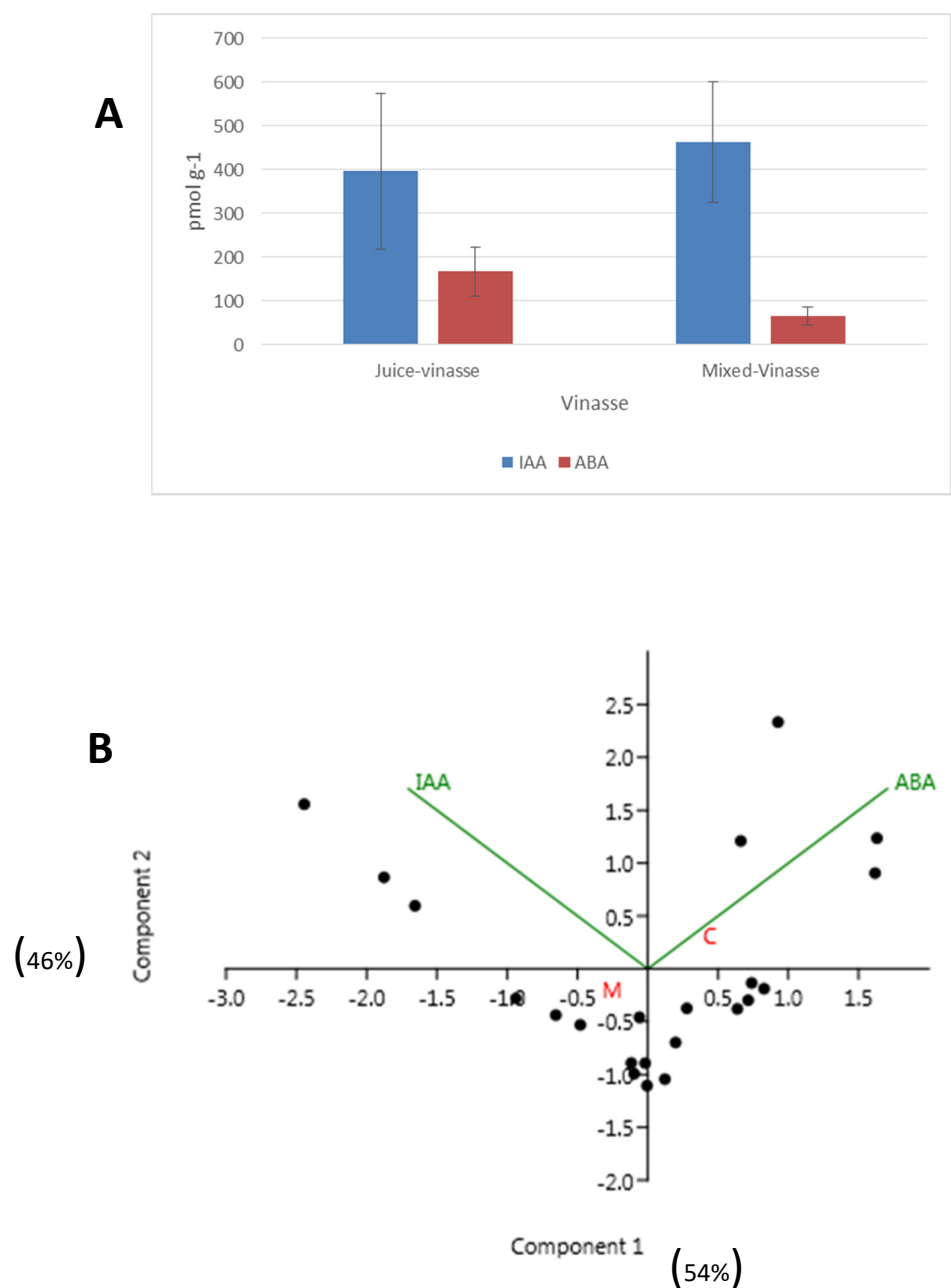 A
700
600
500
400
300
200
100
0
pmol g-1
Juice-vinasse Mixed-Vinasse
Vinasse
IAA ABA
B
2.5
2.0
1.5
1.0
0.5
IAA
ABA
C
M
Component 2
(46%)
-3.0 -2.5 -2.0 -1.5 -1.0 -0.5 0.5 1.0 1.5
-0.5
-1.0
-1.5
-2.0
Component 1
(54%)